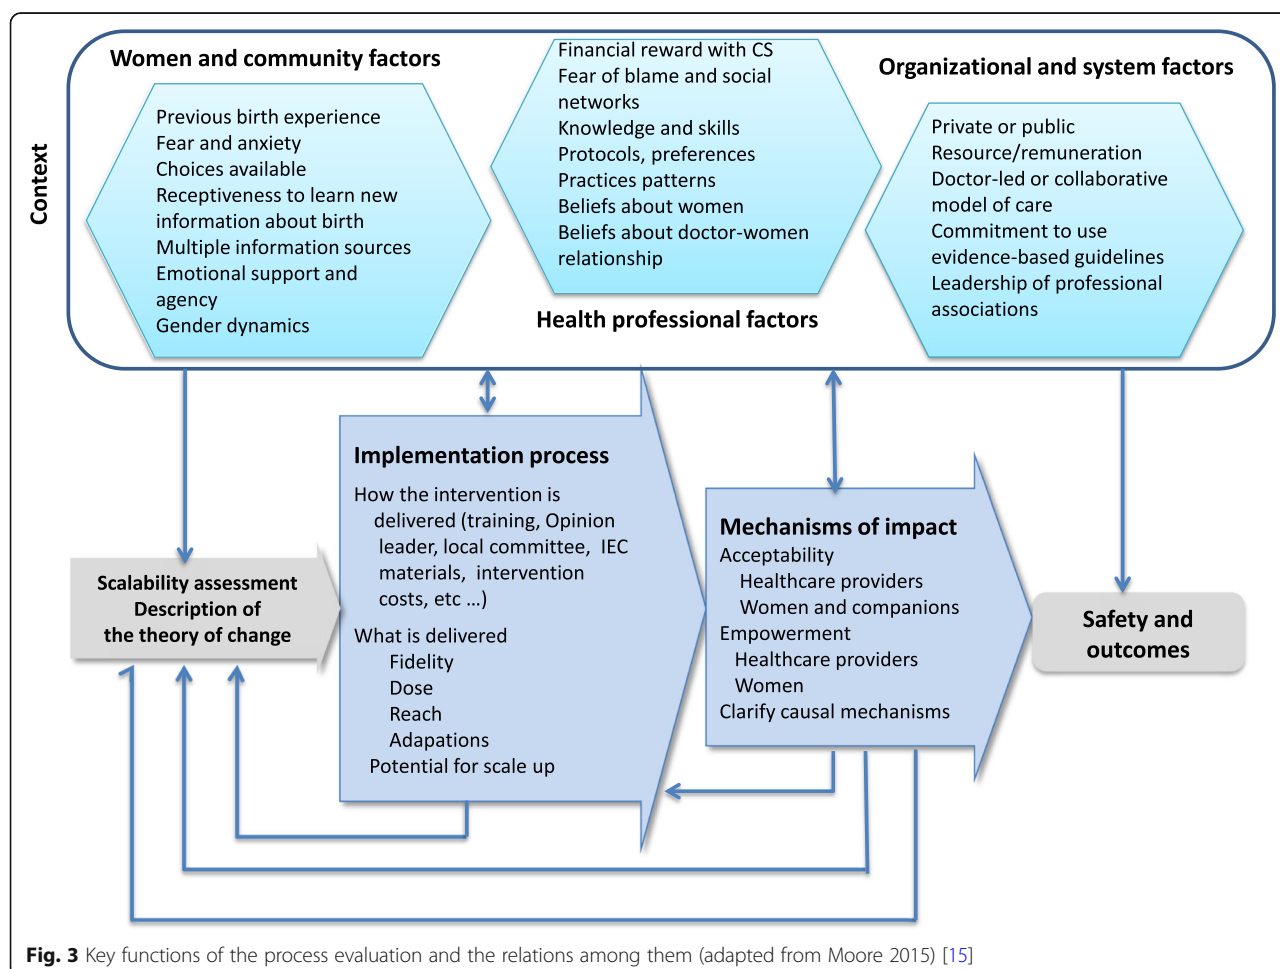 Context
Women and community factors
Previous birth experience
Fear and anxiety
Choices available
Receptiveness to learn new
information about birth
Multiple information sources
Emotional support and
agency
Gender dynamics
Financial reward with CS
Fear of blame and social
networks
Knowledge and skills
Protocols, preferences
Practices patterns
Beliefs about women
Beliefs about doctor-women
relationship
Health professional factors
Organizational and system factors
Private or public
Resource/remuneration
Doctor-led or collaborative
model of care
Commitment to use
evidence-based guidelines
Leadership of professional
associations
Scalability assessment
Description of
the theory of change
Implementation process
How the intervention is
delivered (training, Opinion
leader, local committee, IEC
materials, intervention
costs, etc ...)
What is delivered
Fidelity
Dose
Reach
Adapations
Potential for scale up
Mechanisms of impact
Acceptability
Healthcare providers
Women and companions
Empowerment
Healthcare providers
Women
Clarify causal mechanisms
Safety and
outcomes
Fig. 3 Key functions of the process evaluation and the relations among them (adapted from Moore 2015) [15]